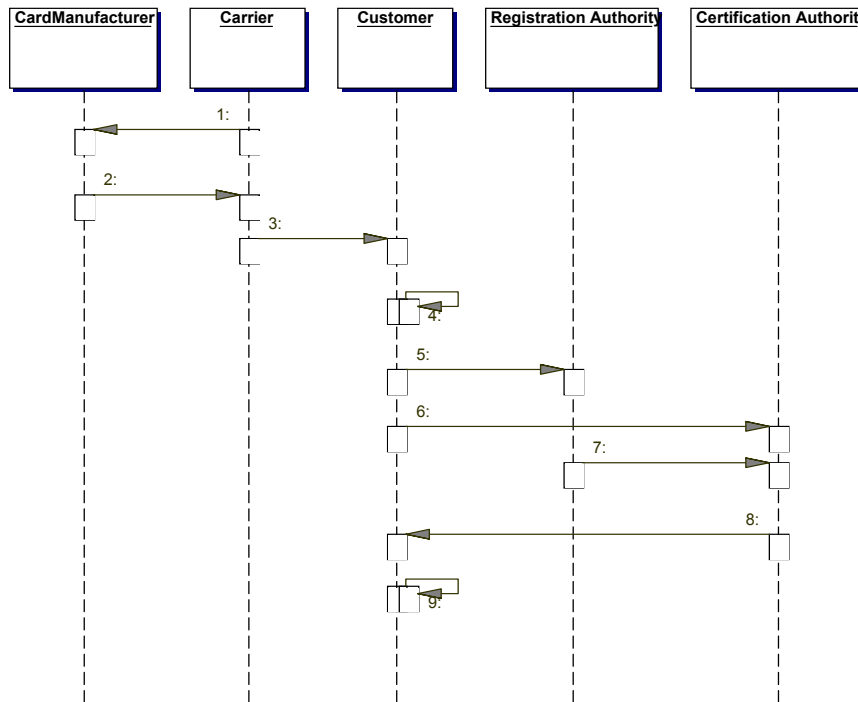 CardManufacturer
Carrier
Customer
Registration Authority
Certification Authorit
1:
2:
3:
4:
5:
6:
7:
8:
9: